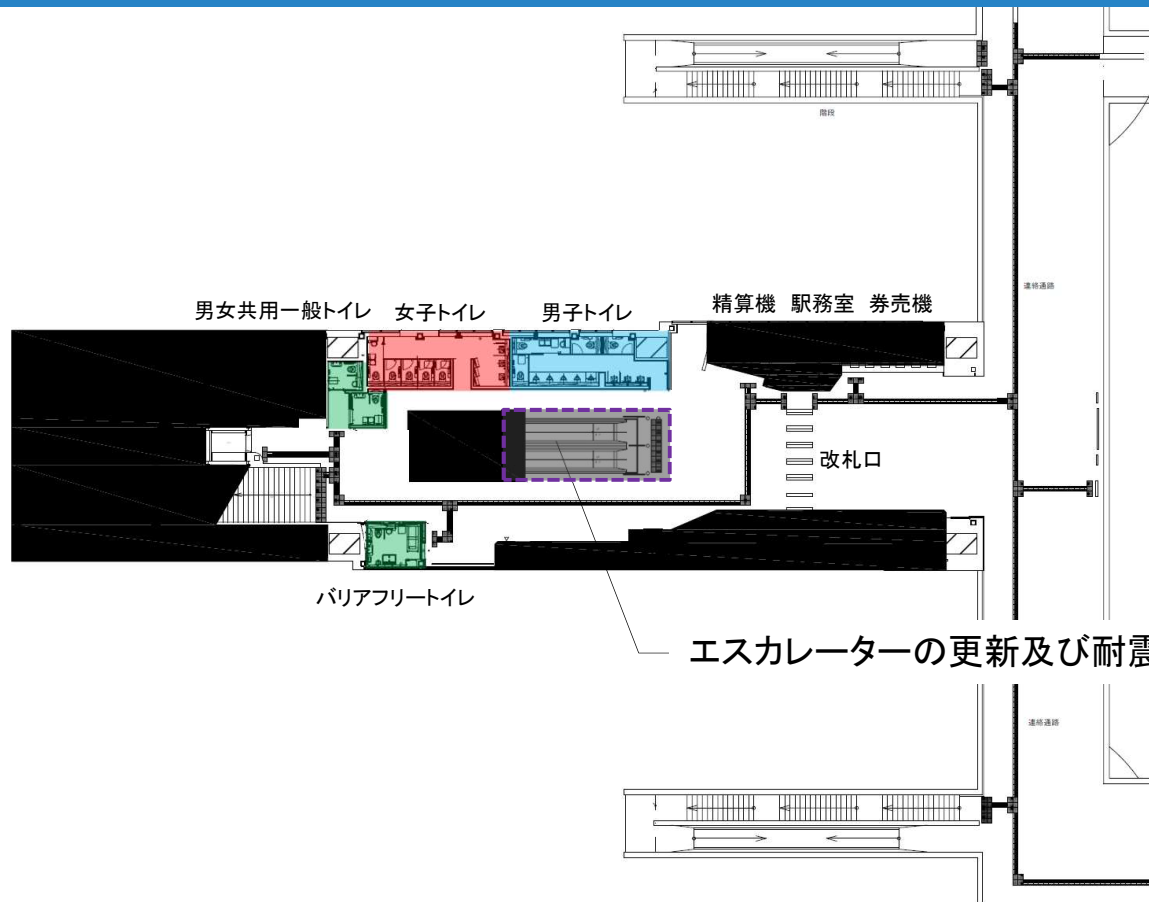 階段
連絡通路
男女共用一般トイレ 女子トイレ 男子トイレ 精算機 駅務室 券売機
改札口
バリアフリートイレ
エスカレーターの更新及び耐震
連絡通路